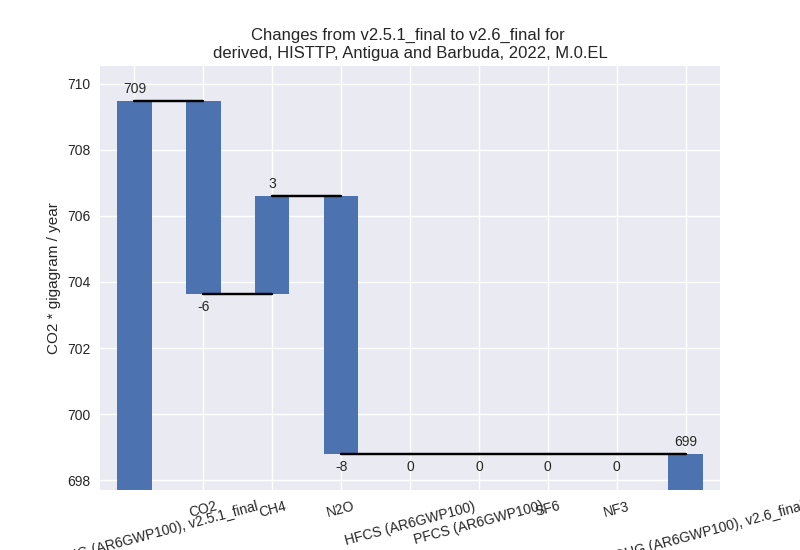 Changes from v2.5.1_final to v2.6_final for
derived, HISTTP, Antigua and Barbuda, 2022, M.0.EL
CO2 * gigagram / year
710
708
706
704
702
700
698
709
-6
3
-8
0
0
0
0
699
(AR6GWP100), v2.5.1_final
CO2
CH4
N2O
HFCS (AR6GWP100)
PFCS (AR6GWP100)
SF6
NF3
(AR6GWP100), v2.6_final